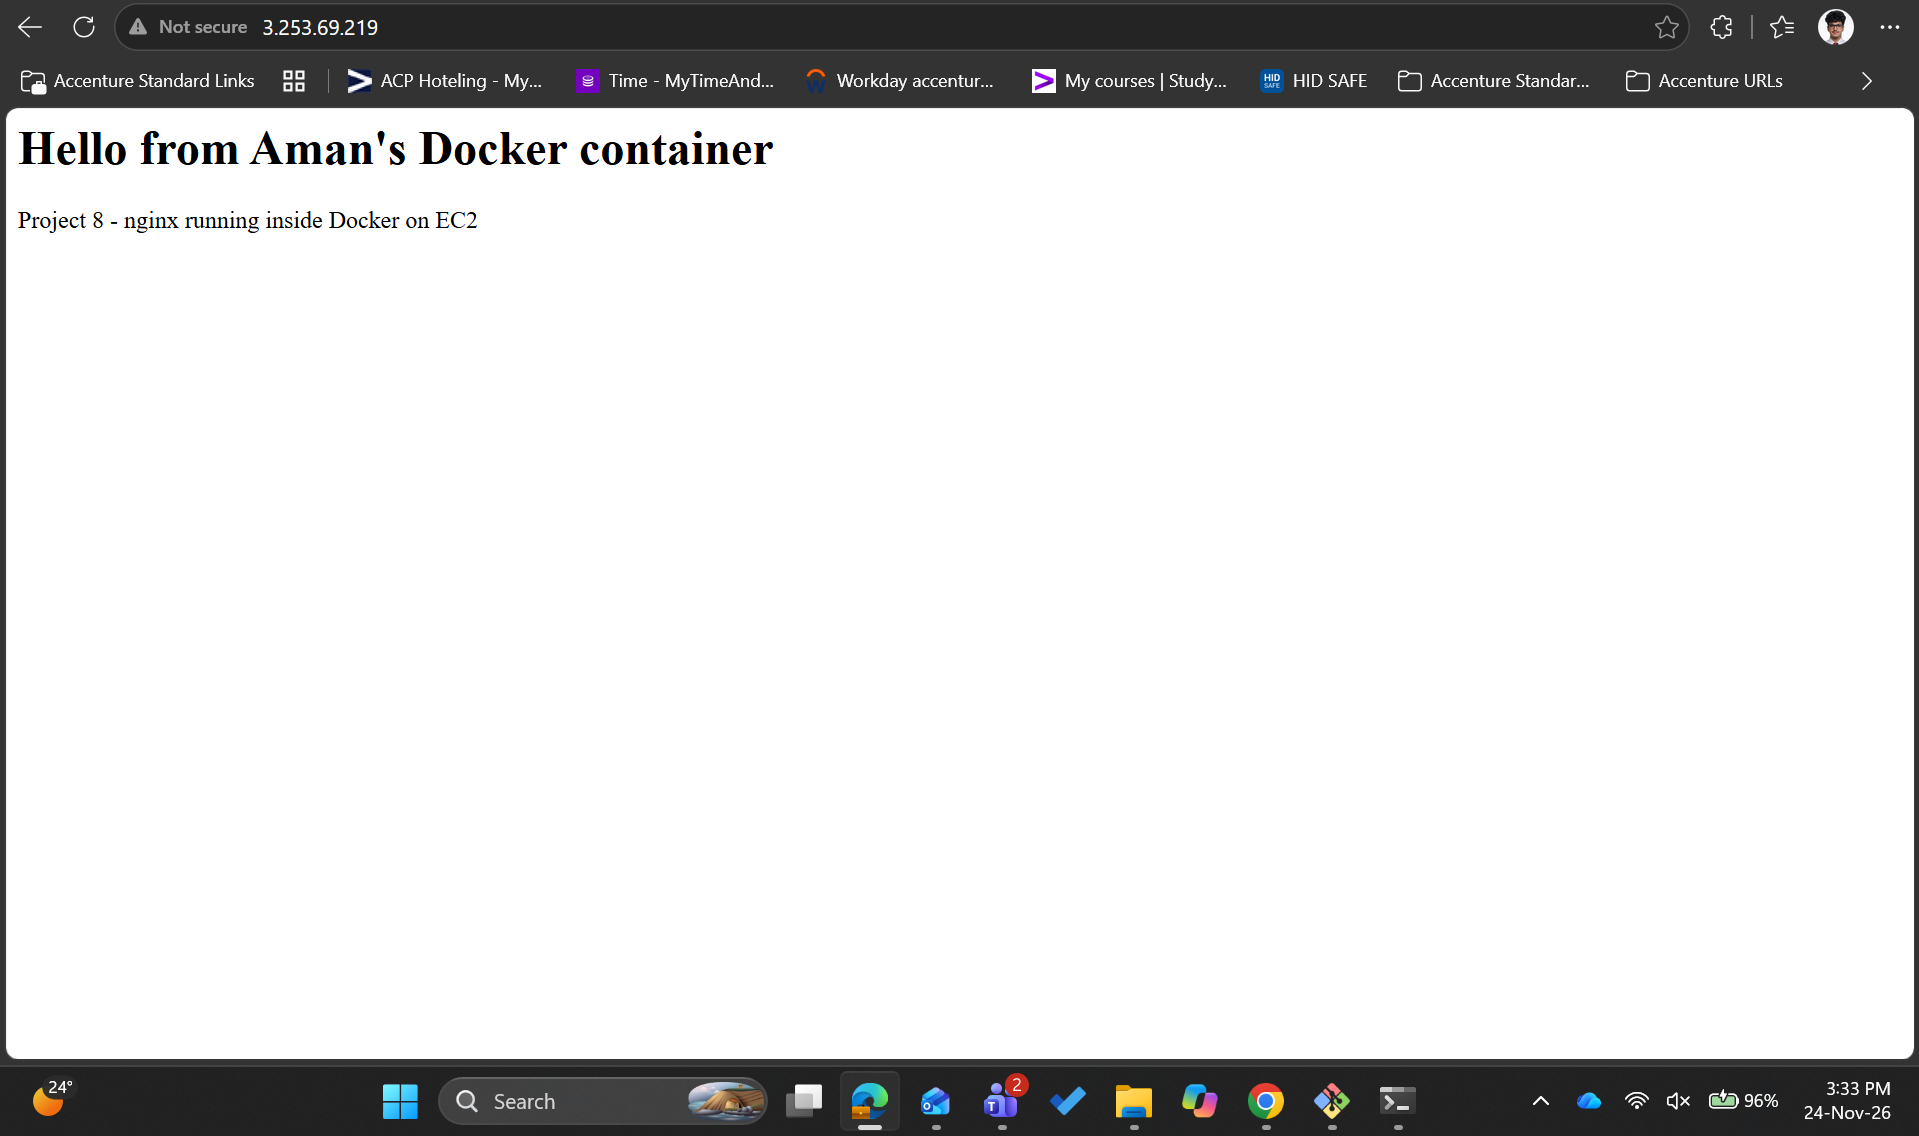 Not secure 3.253.69.219
Accenture Standard Links ACP Hoteling - My... Time - MyTimeAnd... Workday accentur... My courses | Study... HID SAFE HID SAFE Accenture Standar... Accenture URLs
Hello from Aman's Docker container
Project 8 - nginx running inside Docker on EC2
24°
Search
2
96%
3:33 PM
24-Nov-26